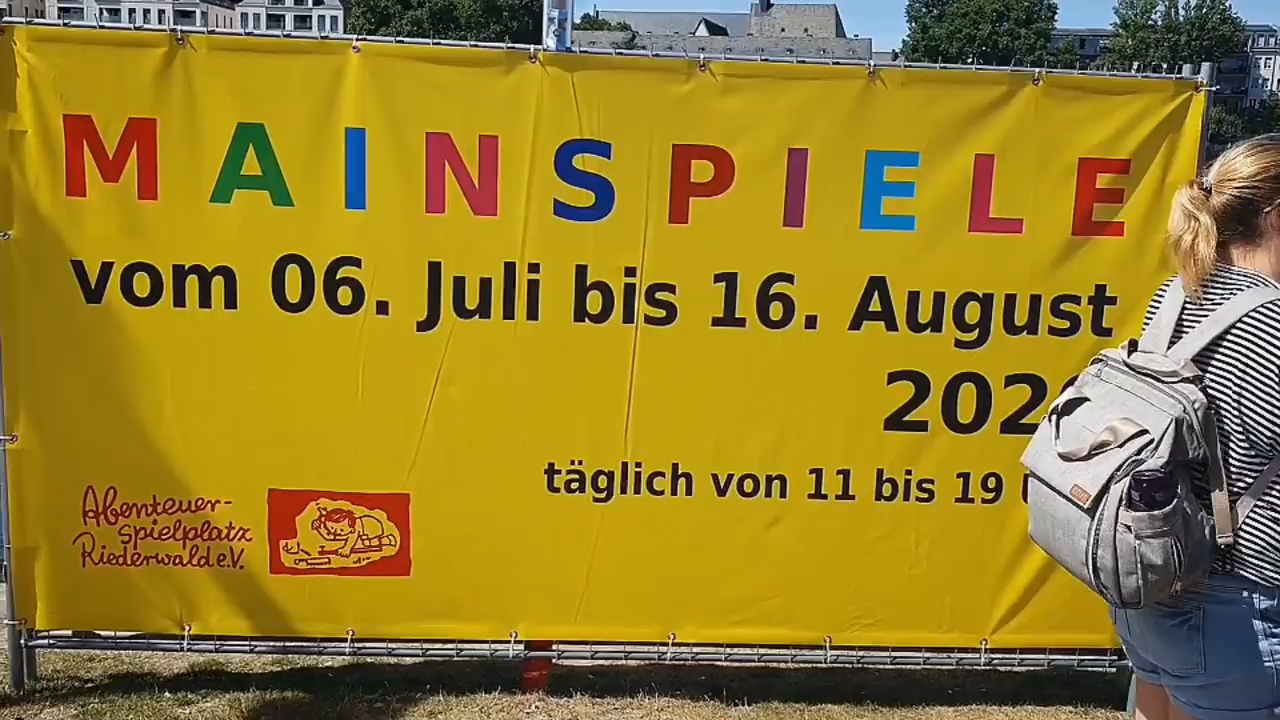 MAINSPIELE
vom 06. Juli bis 16. August
täglich von 11 bis 19
Abenteuer-
spielplatz
Riederwald e.V.